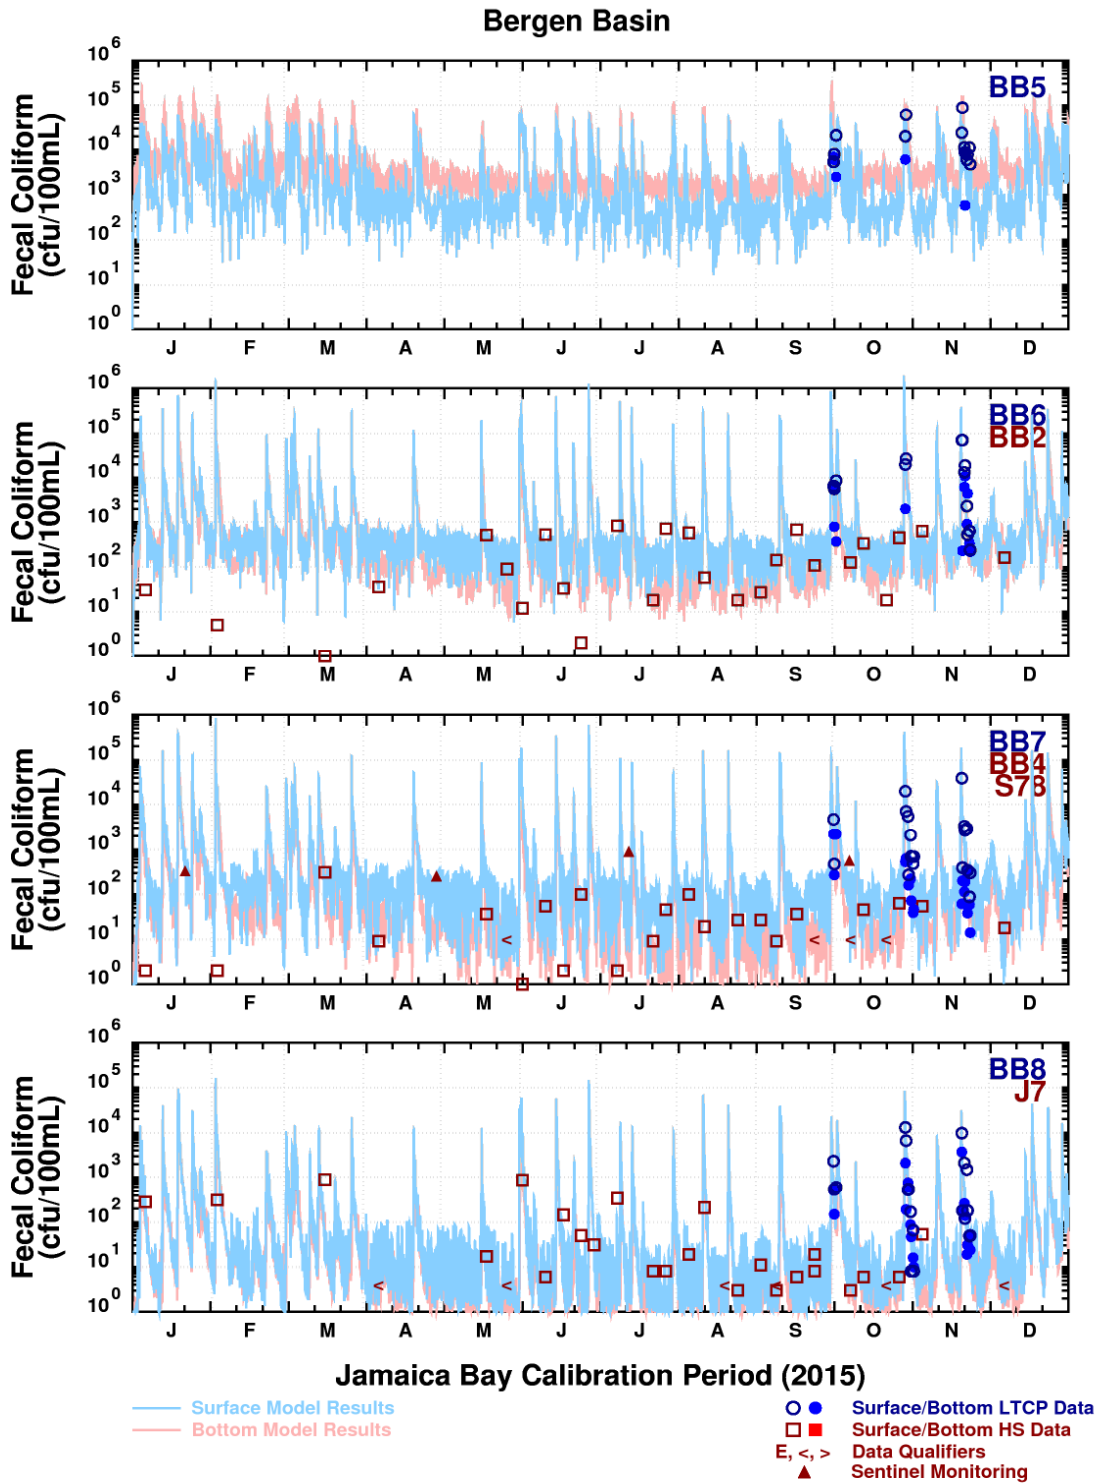 Bergen Basin
BB5
Fecal Coliform
(cfu/100mL)
10^6
10^5
10^4
10^3
10^2
10^1
10^0
J F M A M J J A S O N D
BB6
BB2
Fecal Coliform
(cfu/100mL)
10^6
10^5
10^4
10^3
10^2
10^1
10^0
J F M A M J J A S O N D
BB7
BB4
S78
Fecal Coliform
(cfu/100mL)
10^6
10^5
10^4
10^3
10^2
10^1
10^0
< < < <
J F M A M J J A S O N D
BB8
J7
Fecal Coliform
(cfu/100mL)
10^6
10^5
10^4
10^3
10^2
10^1
10^0
< < < < < <
J F M A M J J A S O N D
Jamaica Bay Calibration Period (2015)
Surface Model Results
Bottom Model Results
Surface/Bottom LTCP Data
Surface/Bottom HS Data
E, <, > Data Qualifiers
Sentinel Monitoring